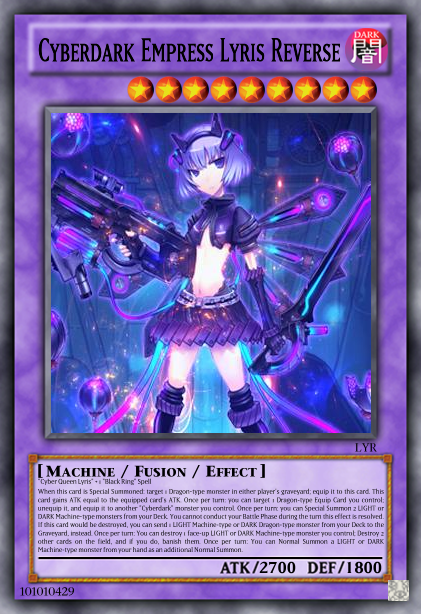 CYBERDARK EMPRESS LYRIS REVERSE
DARK
闇
LYR
[ MACHINE / FUSION / EFFECT ]
"Cyber Queen Lyris" + 1 "Black Ring" Spell
When this card is Special Summoned: target 1 Dragon-type monster in either player's graveyard; equip it to this card. This
card gains ATK equal to the equipped card's ATK. Once per turn: you can target 1 Dragon-type Equip Card you control;
unequip it, and equip it to another "Cyberdark" monster you control. Once per turn: you can Special Summon 2 LIGHT or
DARK Machine-type monsters from your Deck. You cannot conduct your Battle Phase during the turn this effect is resolved.
If this card would be destroyed, you can send 1 LIGHT Machine-type or DARK Dragon-type monster from your Deck to the
Graveyard, instead. Once per turn: You can destroy 1 face-up LIGHT or DARK Machine-type monster you control; Destroy 2
other cards on the field, and if you do, banish them. Once per turn: You can Normal Summon a LIGHT or DARK
Machine-type monster from your hand as an additional Normal Summon.
ATK/2700 DEF/1800
101010429